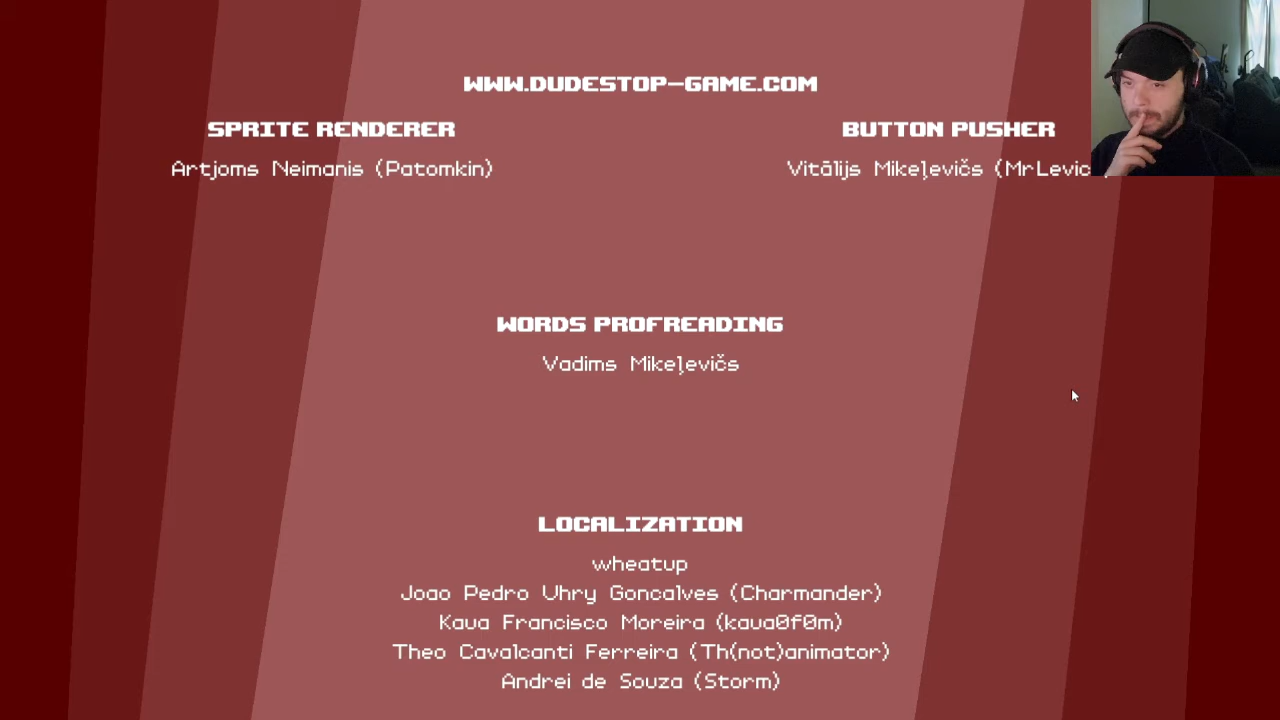 WWW.DUDESTOP-GAME.COM
SPRITE RENDERER
BUTTON PUSHER
Artjoms Neimanis (Patomkin)
Vitālijs Mikeļevičs
WORDS PROFREADING
Vadims Mikeļevičs
LOCALIZATION
wheatup
Joao Pedro Uhry Goncalves (Charmander)
Kaua Francisco Moreira (kaua0f0m)
Theo Cavalcanti Ferreira (Th(not)animator)
Andrei de Souza (Storm)